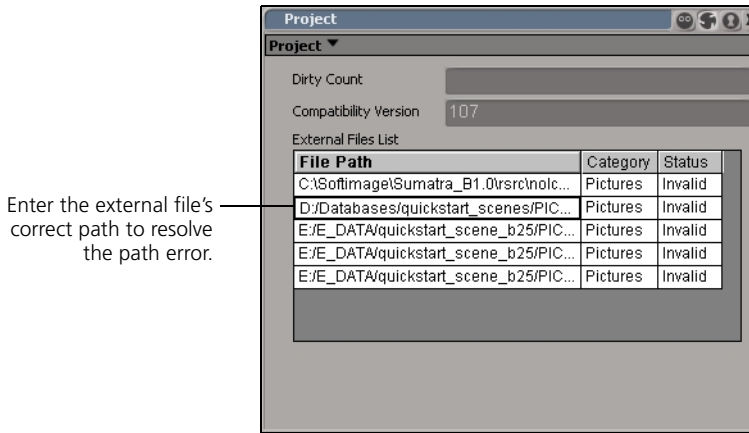 Project
Project
Dirty Count
Compatibility Version 107
External Files List
File Path Category Status
C:\Softimage\Sumatra_B1.0\rsrc\nolc... Pictures Invalid
D:/Databases/quickstart_scenes/PIC... Pictures Invalid
E:/E_DATA/quickstart_scene_b25/PIC... Pictures Invalid
E:/E_DATA/quickstart_scene_b25/PIC... Pictures Invalid
E:/E_DATA/quickstart_scene_b25/PIC... Pictures Invalid
Enter the external file’s
correct path to resolve
the path error.